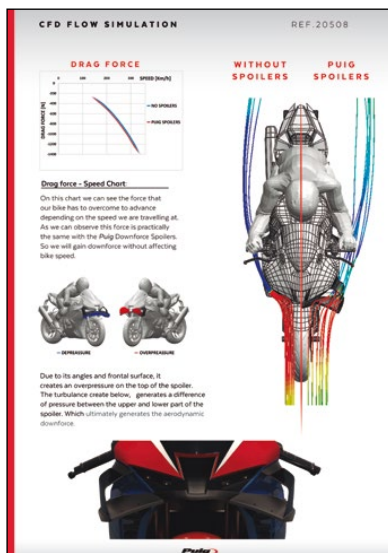 CFD FLOW SIMULATION
REF.20508
DRAG FORCE
WITHOUT SPOILERS
PUIG SPOILERS
SPEED [Km/h]
DRAG FORCE [N]
NO SPOILERS
PUIG SPOILERS
Drag force - Speed Chart:
On this chart we can see the force that
our bike has to overcome to advance
depending on the speed we are travelling at.
As we can observe this force is practically
the same with the Puig Downforce Spoilers.
So we will gain downforce without affecting
bike speed.
DEPREASSURE
OVERPREASSURE
Due to its angles and frontal surface, it
creates an overpressure on the top of the spoiler.
The turbulance create below, generates a difference
of pressure between the upper and lower part of the
spoiler. Which ultimately generates the aerodynamic
downforce.
Puig